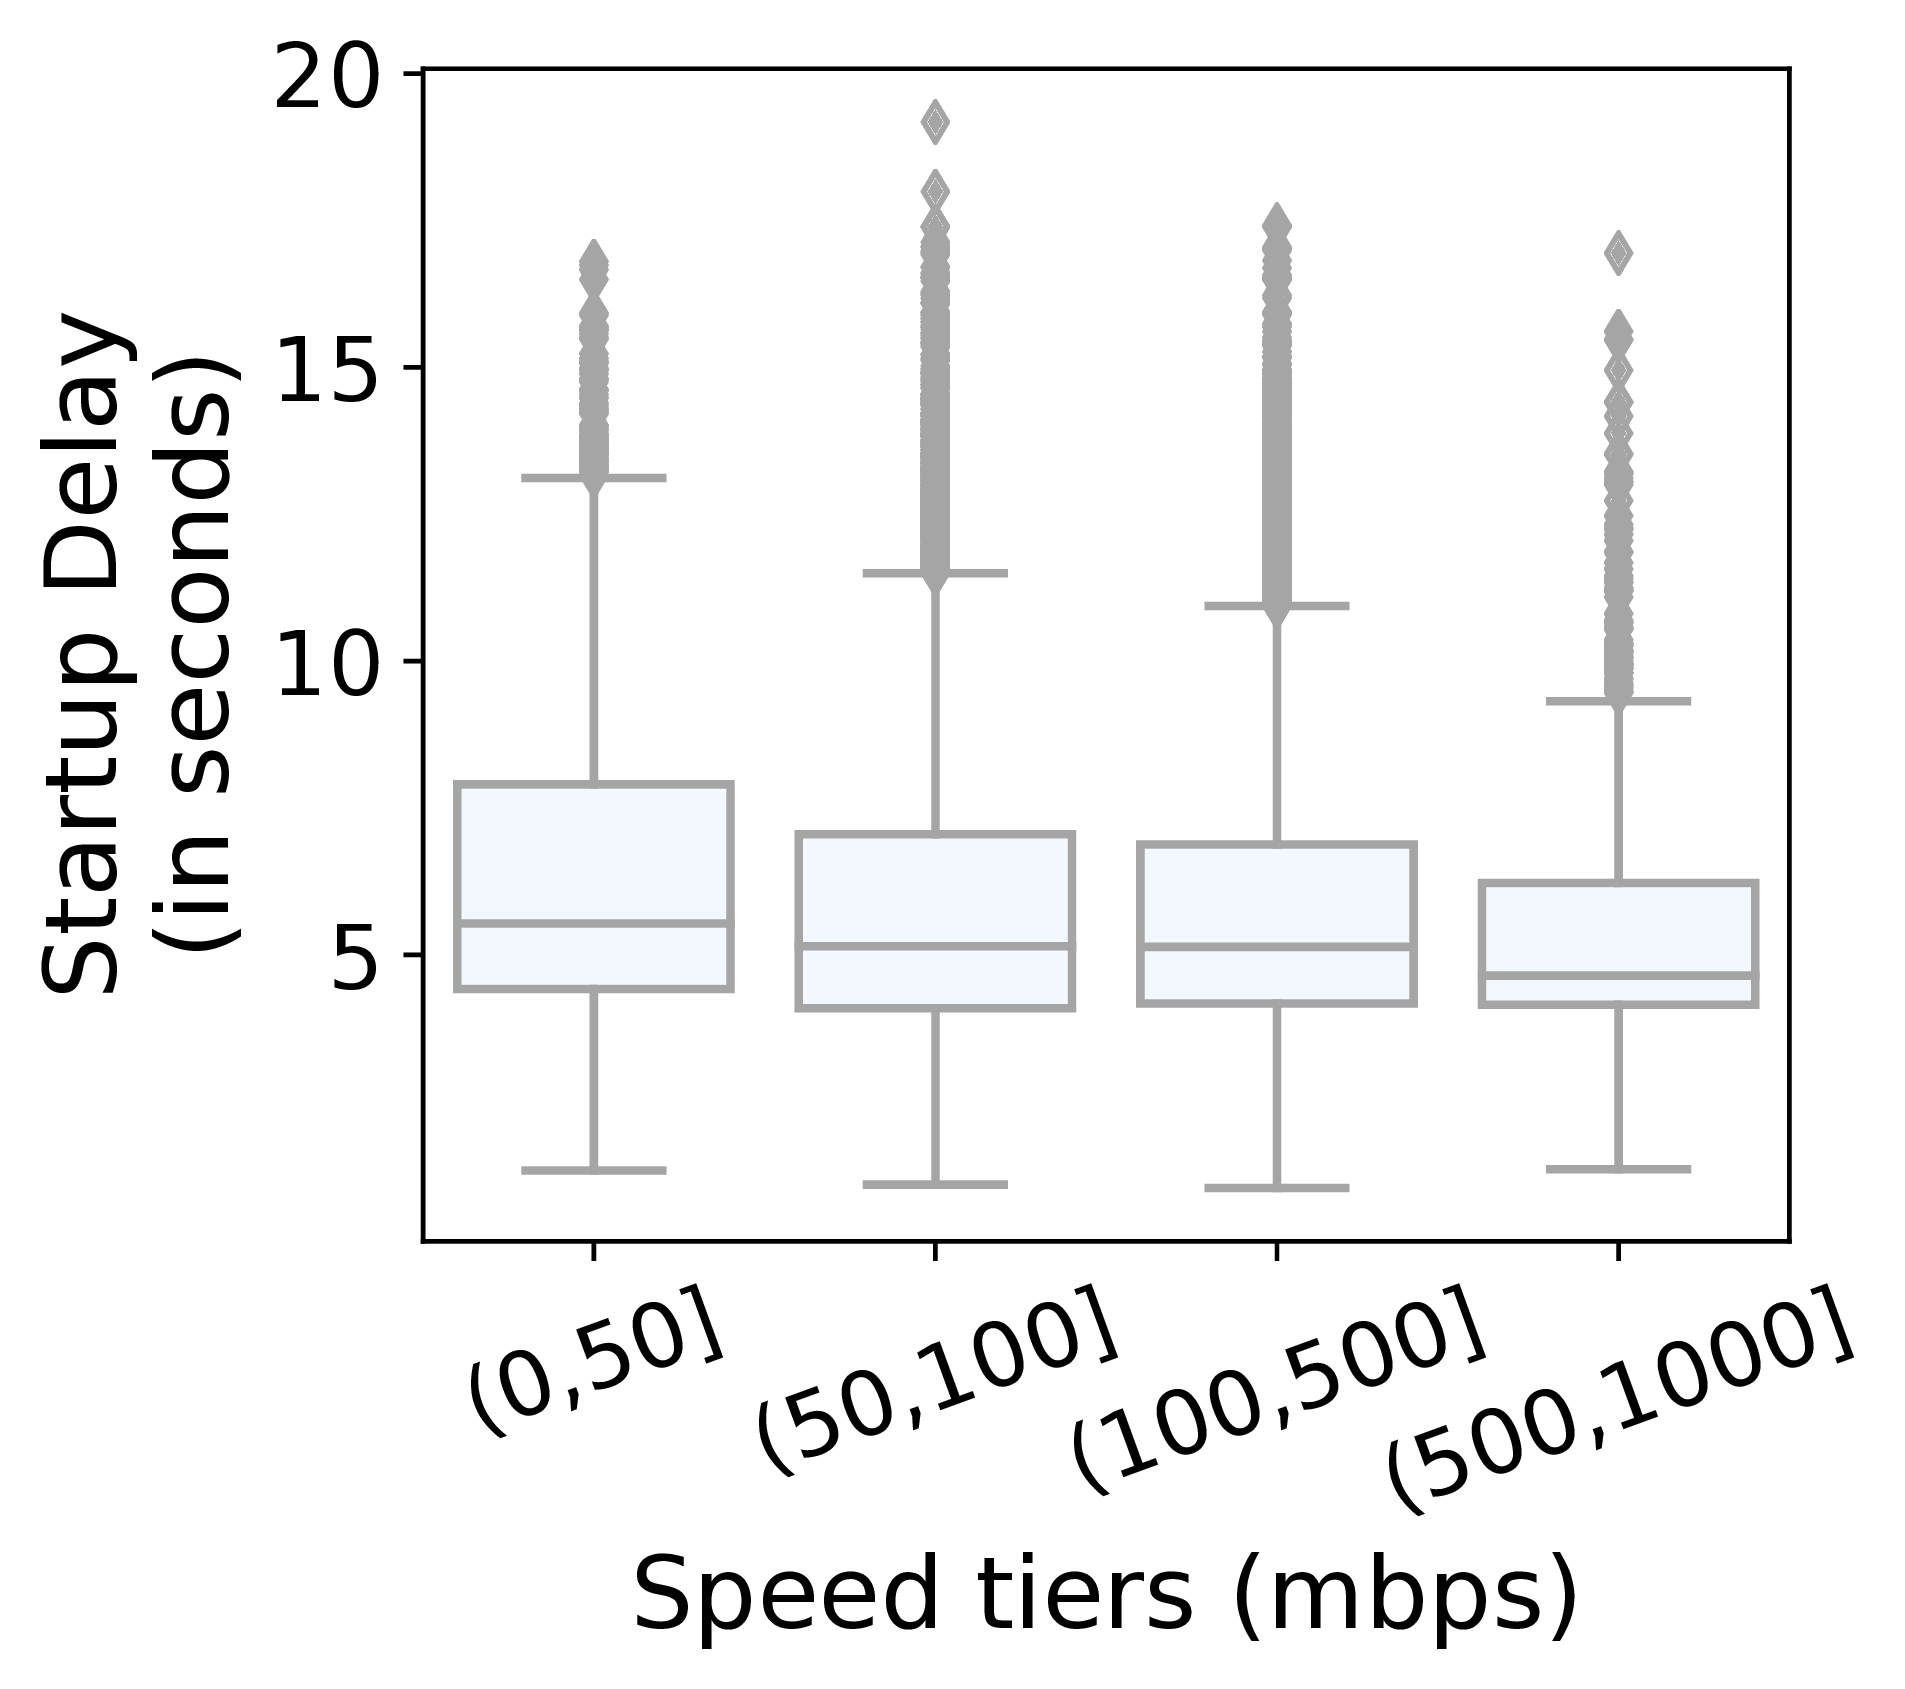 Startup Delay
(in seconds)
20
15
10
5
(0,50]
(50,100]
(100,500]
(500,1000]
Speed tiers (mbps)